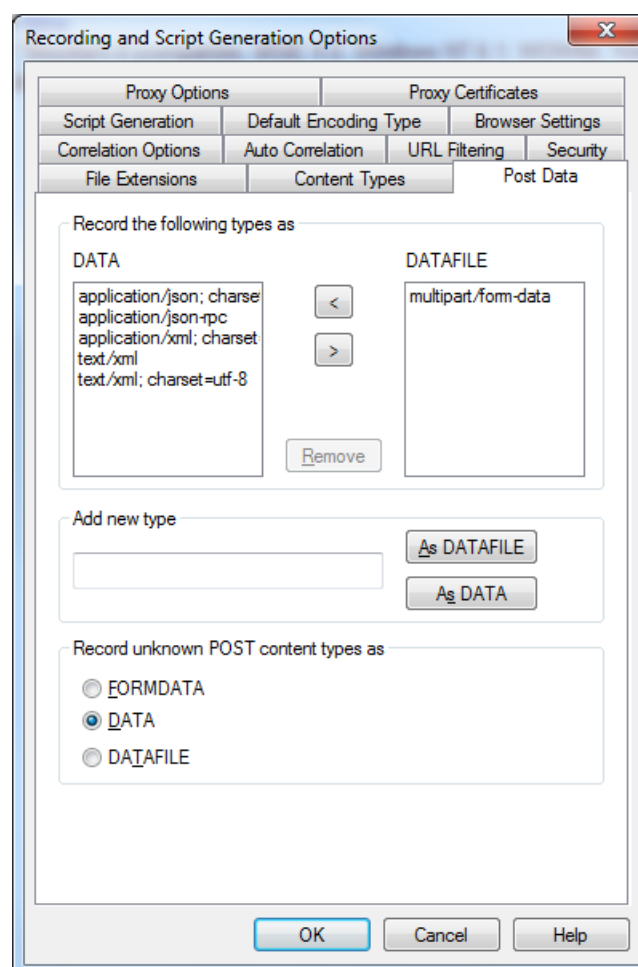 Recording and Script Generation Options
Proxy Options Proxy Certificates
Script Generation Default Encoding Type Browser Settings
Correlation Options Auto Correlation URL Filtering Security
File Extensions Content Types Post Data
Record the following types as
DATA DATAFILE
application/json; charse
application/json-rpc
application/xml; charset
text/xml
text/xml; charset=utf-8
<
>
multipart/form-data
Remove
Add new type
As DATAFILE
As DATA
Record unknown POST content types as
FORMDATA
DATA
DATAFILE
OK Cancel Help